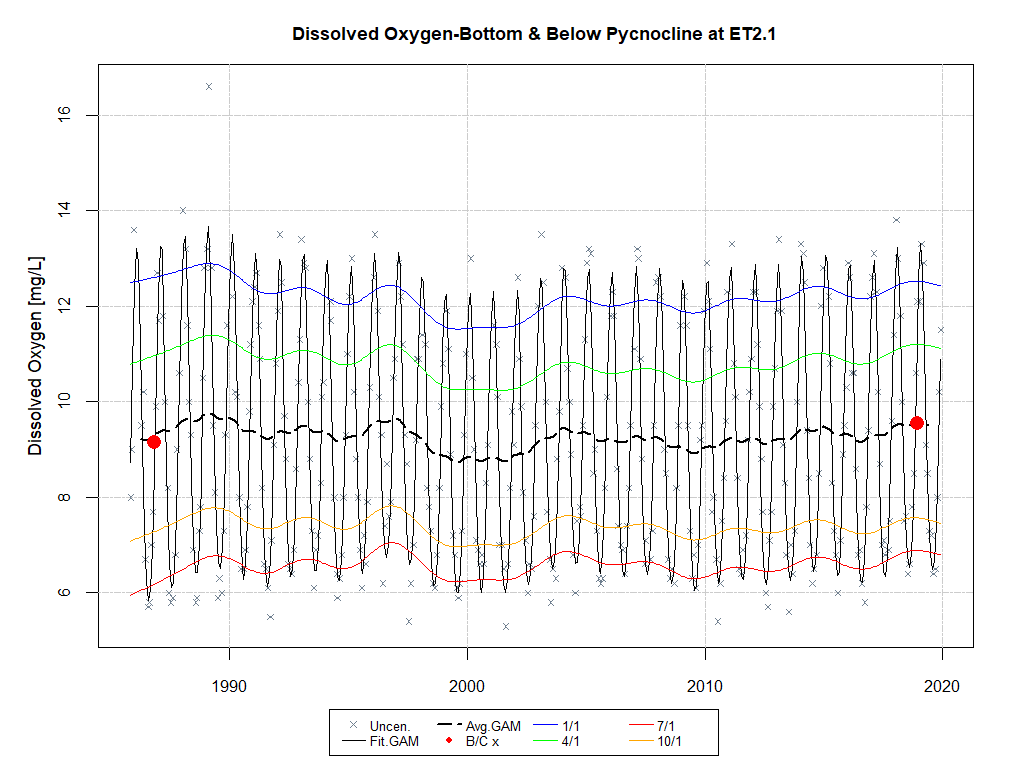 Dissolved Oxygen-Bottom & Below Pycnocline at ET2.1
Dissolved Oxygen [mg/L]
16
14
12
10
8
6
1990
2000
2010
2020
Uncen. Avg.GAM 1/1 7/1
Fit.GAM B/C x 4/1 10/1